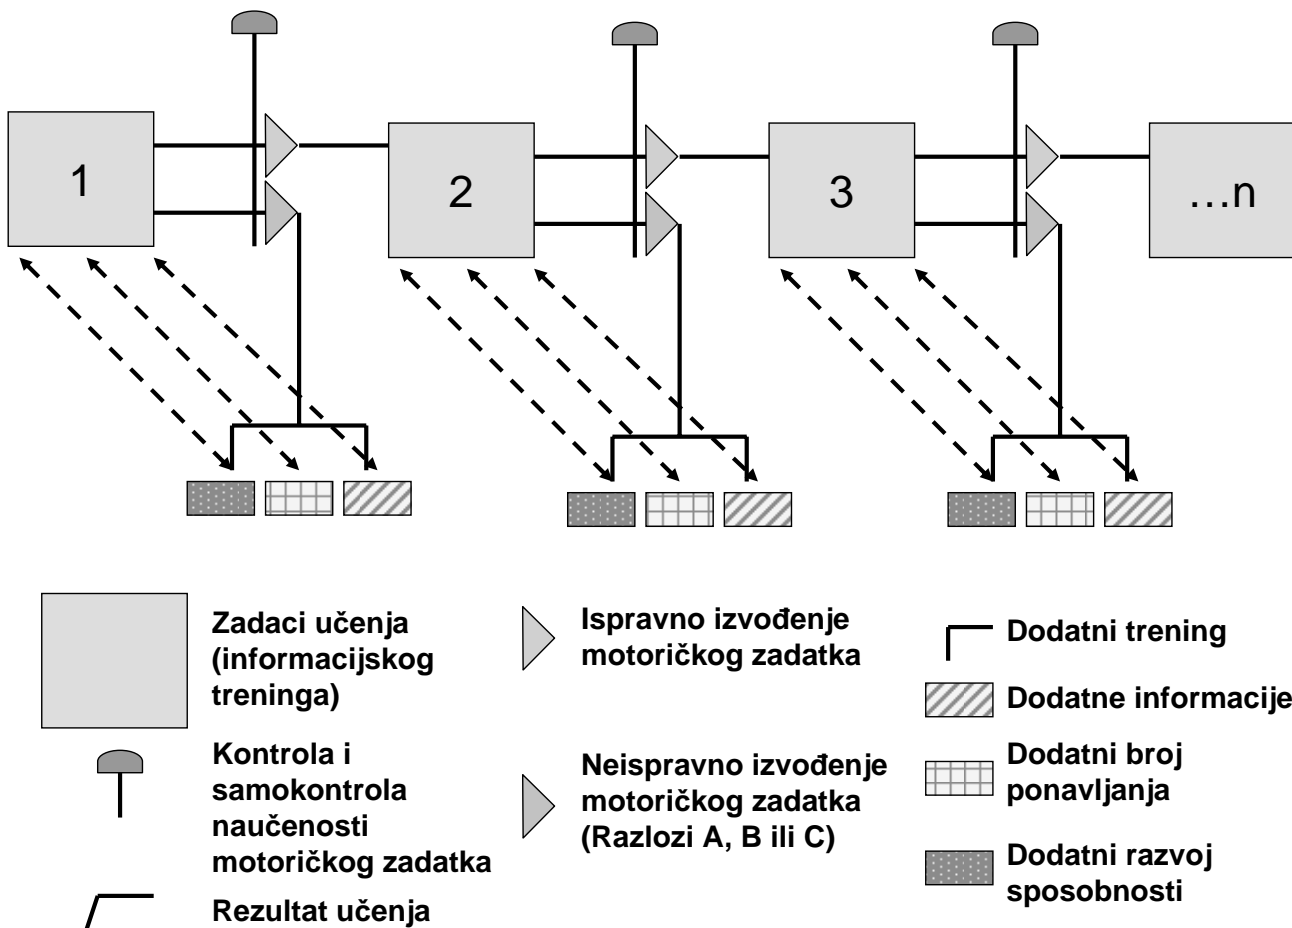 1
2
3
...n
Zadaci učenja
(informacijskog
treninga)
Kontrola i
samokontrola
naučenosti
motoričkog zadatka
Rezultat učenja
Ispravno izvođenje
motoričkog zadatka
Neispravno izvođenje
motoričkog zadatka
(Razlozi A, B ili C)
Dodatni trening
Dodatne informacije
Dodatni broj
ponavljanja
Dodatni razvoj
sposobnosti